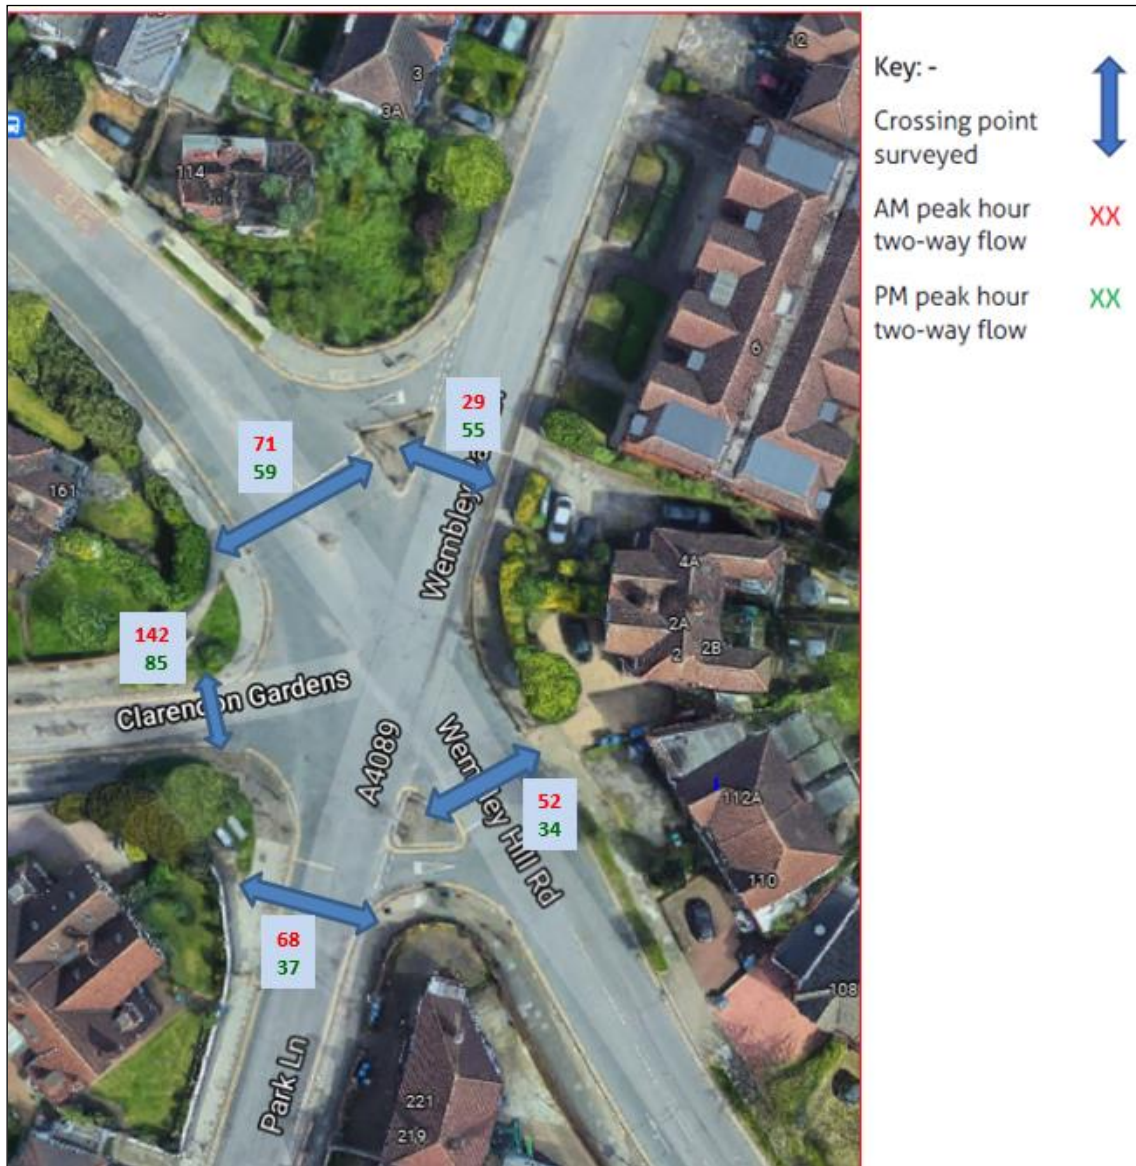 Key: -
Crossing point
surveyed
AM peak hour
two-way flow
XX
PM peak hour
two-way flow
XX
12
3
3A
114
6
29
55
71
59
161
Wembley
4A
2A
2
2B
142
85
Clarendon Gardens
A4089
Wembley Hill Rd
112A
52
34
110
68
37
108
Park Ln
221
219